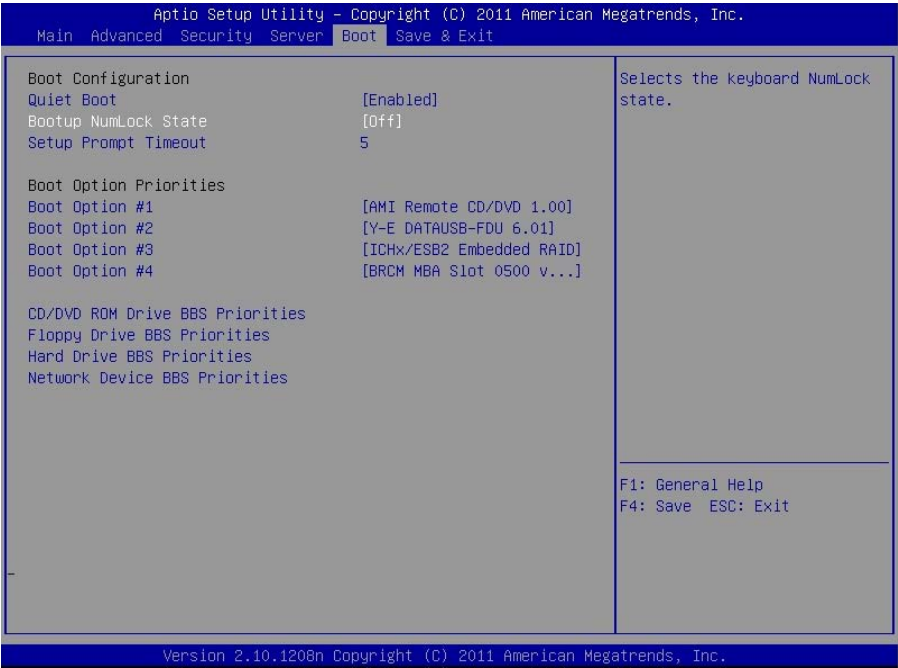 Aptio Setup Utility – Copyright (C) 2011 American Megatrends, Inc.
Main Advanced Security Server Boot Save & Exit
Boot Configuration
Quiet Boot [Enabled]
Bootup NumLock State [Off]
Setup Prompt Timeout 5
Boot Option Priorities
Boot Option #1 [AMI Remote CD/DVD 1.00]
Boot Option #2 [Y-E DATAUSB-FDU 6.01]
Boot Option #3 [ICHx/ESB2 Embedded RAID]
Boot Option #4 [BRCM MBA Slot 0500 v...]
CD/DVD ROM Drive BBS Priorities
Floppy Drive BBS Priorities
Hard Drive BBS Priorities
Network Device BBS Priorities
Selects the keyboard NumLock
state.
F1: General Help
F4: Save ESC: Exit
Version 2.10.1208n Copyright (C) 2011 American Megatrends, Inc.